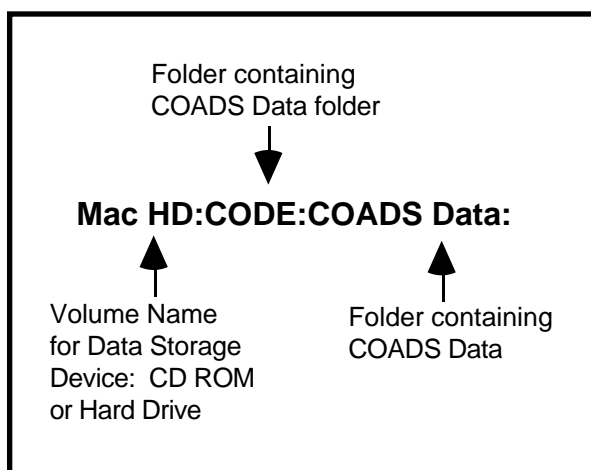 Folder containing
COADS Data folder
Mac HD:CODE:COADS Data:
Volume Name
for Data Storage
Device: CD ROM
or Hard Drive
Folder containing
COADS Data